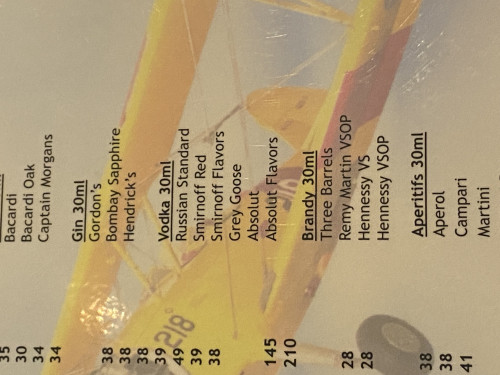 Bacardi
Bacardi Oak
Captain Morgans
Gin 30ml
Gordon's
Bombay Sapphire
Hendrick's
Vodka 30ml
Russian Standard
Smirnoff Red
Smirnoff Flavors
Grey Goose
Absolut
Absolut Flavors
Brandy 30ml
Three Barrels
Remy Martin VSOP
Hennessy VS
Hennessy VSOP
Aperitifs 30ml
Aperol
Campari
Martini
35
30
34
34
38
38
38
39
49
39
38
145
210
28
28
38
38
41
218